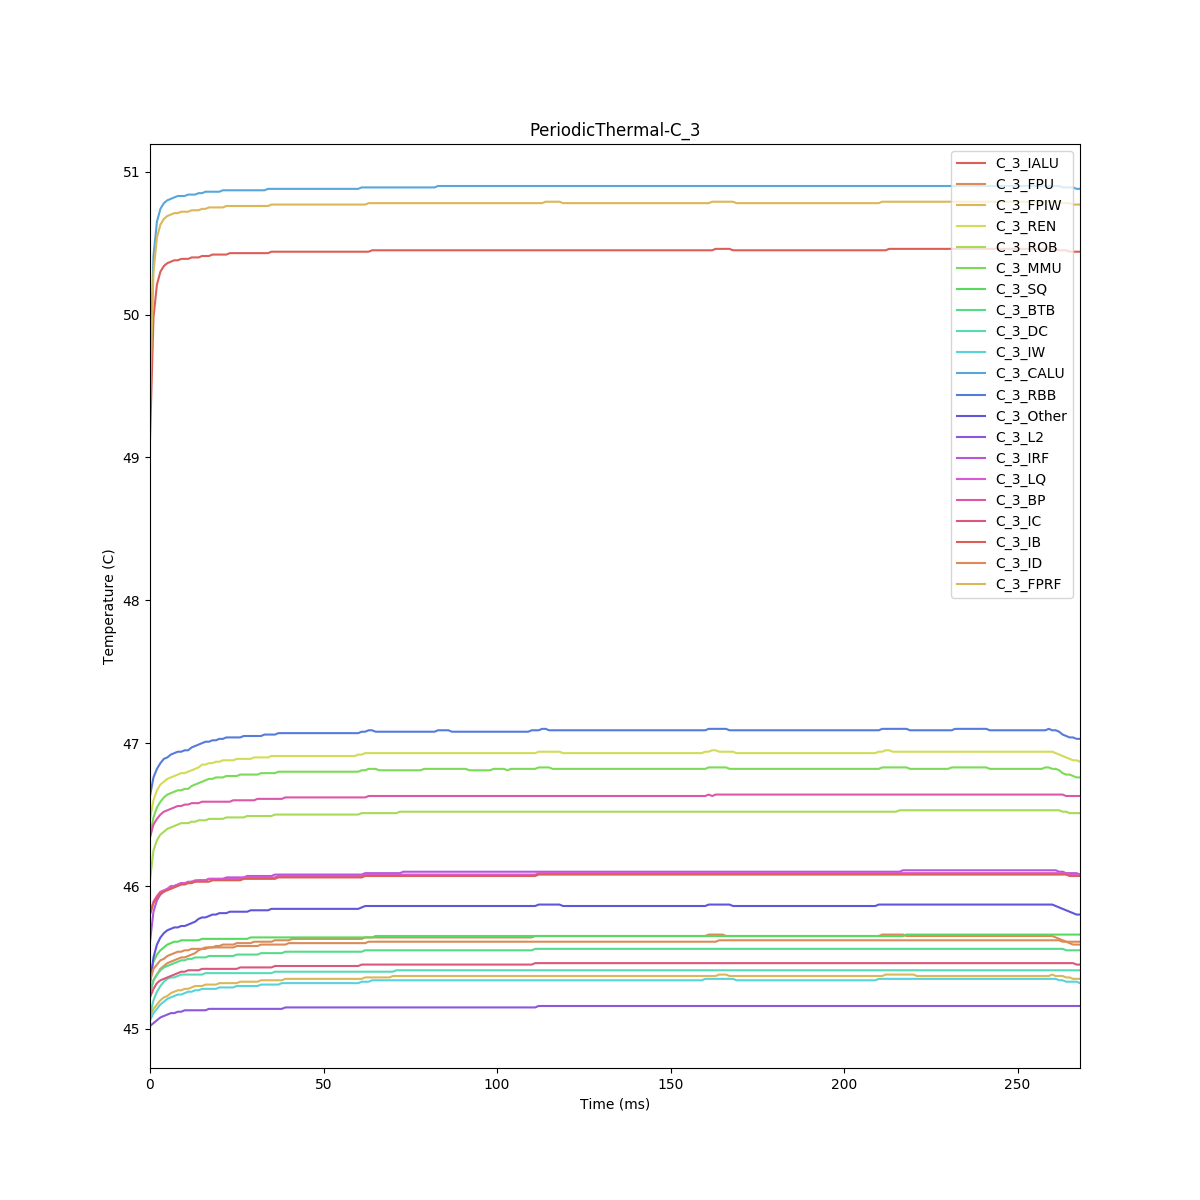 PeriodicThermal-C_3
51
50
49
48
47
46
45
Temperature (C)
0
50
100
150
200
250
Time (ms)
C_3_IALU
C_3_FPU
C_3_FPIW
C_3_REN
C_3_ROB
C_3_MMU
C_3_SQ
C_3_BTB
C_3_DC
C_3_IW
C_3_CALU
C_3_RBB
C_3_Other
C_3_L2
C_3_IRF
C_3_LQ
C_3_BP
C_3_IC
C_3_IB
C_3_ID
C_3_FPRF